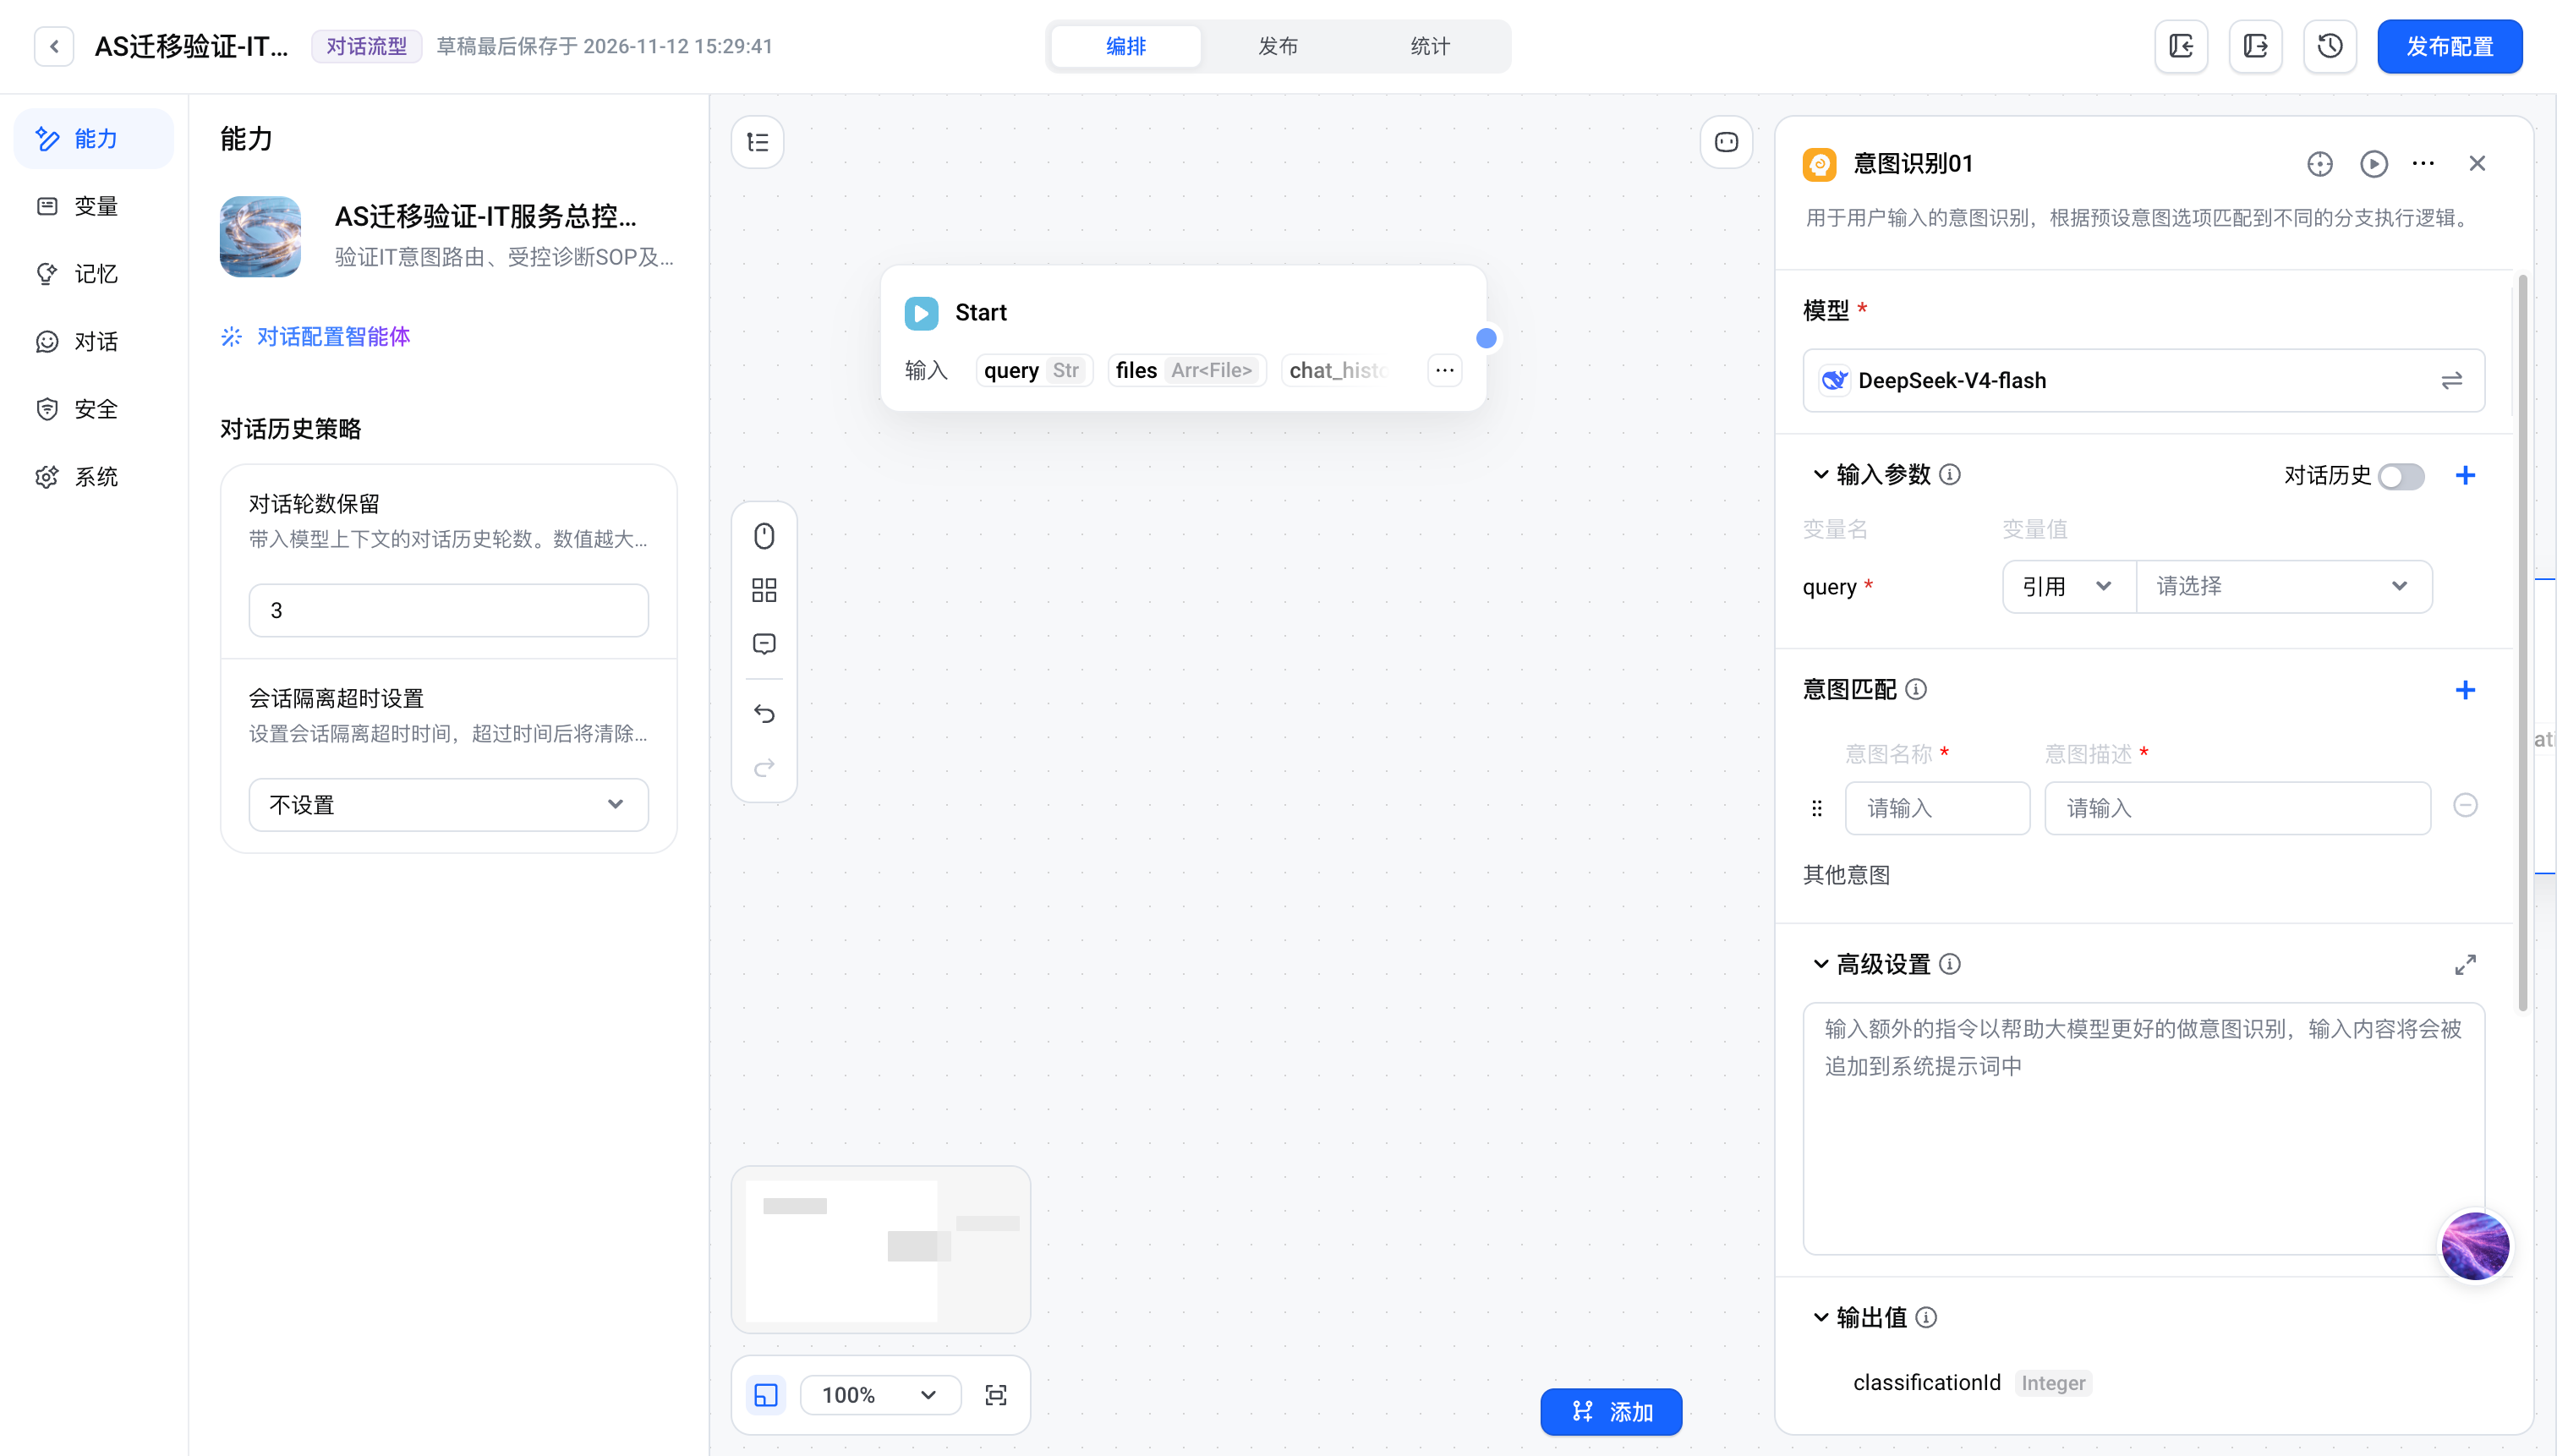 AS迁移验证-IT...
对话流型
草稿最后保存于 2026-11-12 15:29:41
编排
发布
统计
发布配置
能力
变量
记忆
对话
安全
系统
能力
AS迁移验证-IT服务总控...
验证IT意图路由、受控诊断SOP及...
对话配置智能体
对话历史策略
对话轮数保留
带入模型上下文的对话历史轮数。数值越大...
3
会话隔离超时设置
设置会话隔离超时时间，超过时间后将清除...
不设置
Start
输入 query Str files Arr<File> chat_histo ...
100%
添加
意图识别01
用于用户输入的意图识别，根据预设意图选项匹配到不同的分支执行逻辑。
模型 *
DeepSeek-V4-flash
输入参数
对话历史
变量名 变量值
query * 引用 请选择
意图匹配
意图名称 * 意图描述 *
请输入 请输入
其他意图
高级设置
输入额外的指令以帮助大模型更好的做意图识别，输入内容将会被
追加到系统提示词中
输出值
classificationId Integer
ati